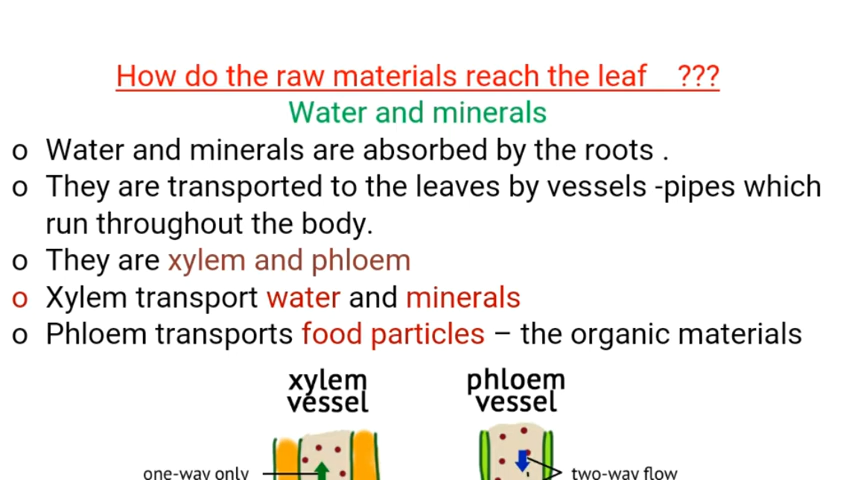 How do the raw materials reach the leaf ???
Water and minerals
o Water and minerals are absorbed by the roots .
o They are transported to the leaves by vessels -pipes which
run throughout the body.
o They are xylem and phloem
o Xylem transport water and minerals
o Phloem transports food particles – the organic materials
xylem
vessel
phloem
vessel
one-way only
two-way flow